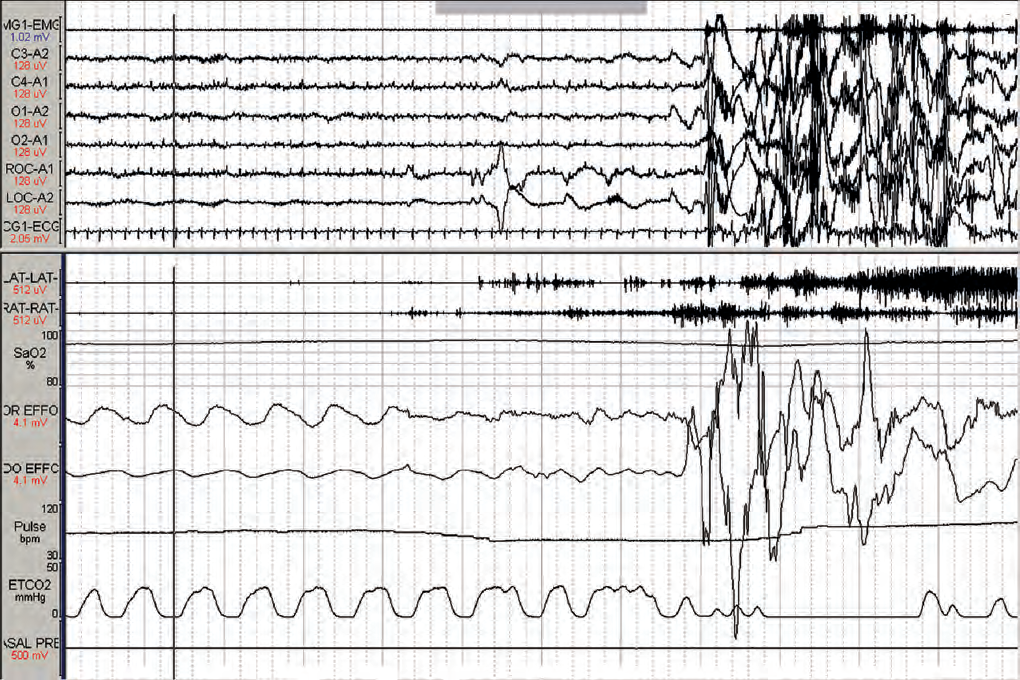 MG1-EMG
1.02 mV
C3-A2
128 uV
C4-A1
128 uV
O1-A2
128 uV
O2-A1
128 uV
ROC-A1
128 uV
LOC-A2
128 uV
CG1-ECG
2.05 mV
LAT-LAT-
512 uV
RAT-RAT-
512 uV
100
SaO2
%
80
OR EFFO
4.1 mV
DO EFFO
4.1 mV
120
Pulse
bpm
30
50
ETCO2
mmHg
0
ASAL PRE
500 mV